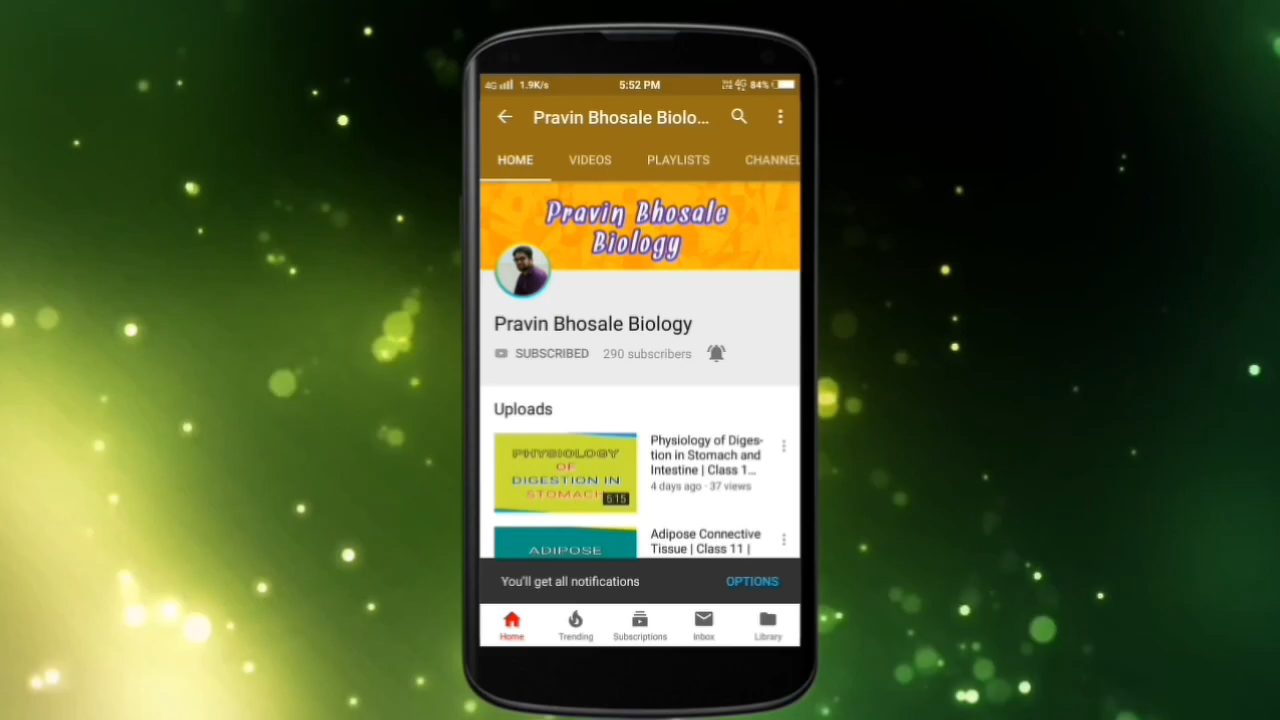 4G 1.9K/s 5:52 PM 4G 84%
Pravin Bhosale Biolo...
HOME VIDEOS PLAYLISTS CHANNEL
Pravin Bhosale
Biology
Pravin Bhosale Biology
SUBSCRIBED 290 subscribers
Uploads
PHYSIOLOGY
OF
DIGESTION IN
STOMACH
5:15
Physiology of Diges-
tion in Stomach and
Intestine | Class 1...
4 days ago · 37 views
ADIPOSE
Adipose Connective
Tissue | Class 11 |
You'll get all notifications OPTIONS
Home Trending Subscriptions Inbox Library